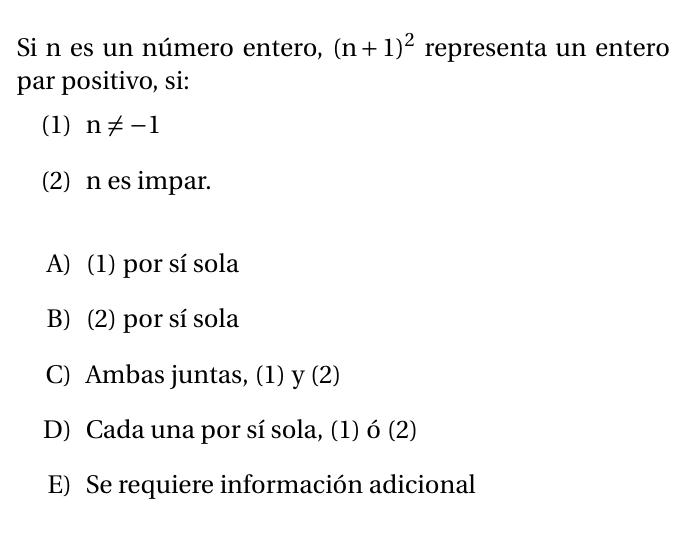 Si n es un número entero, (n+1)² representa un entero
par positivo, si:
(1) n ≠ −1
(2) n es impar.
A) (1) por sí sola
B) (2) por sí sola
C) Ambas juntas, (1) y (2)
D) Cada una por sí sola, (1) ó (2)
E) Se requiere información adicional